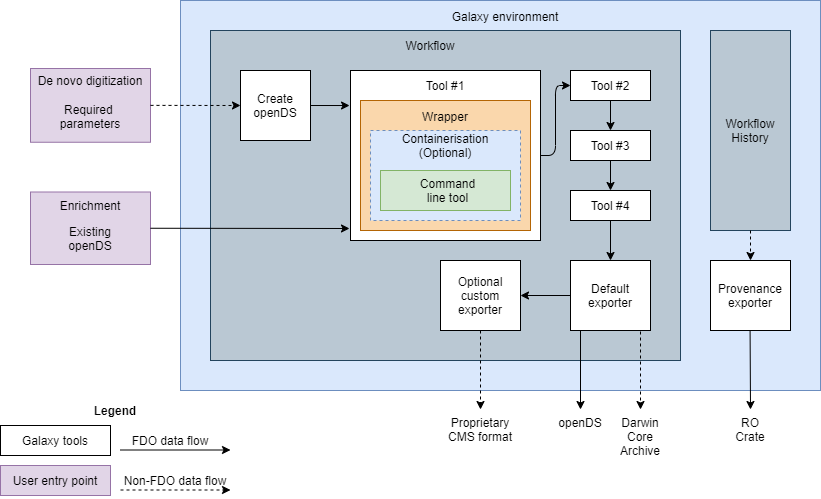 Galaxy environment
Workflow
De novo digitization
Required
parameters
Create
openDS
Tool #1
Wrapper
Containerisation
(Optional)
Command
line tool
Tool #2
Tool #3
Tool #4
Workflow
History
Enrichment
Existing
openDS
Optional
custom
exporter
Default
exporter
Provenance
exporter
Proprietary
CMS format
openDS
Darwin
Core
Archive
RO
Crate
Legend
Galaxy tools
FDO data flow
User entry point
Non-FDO data flow